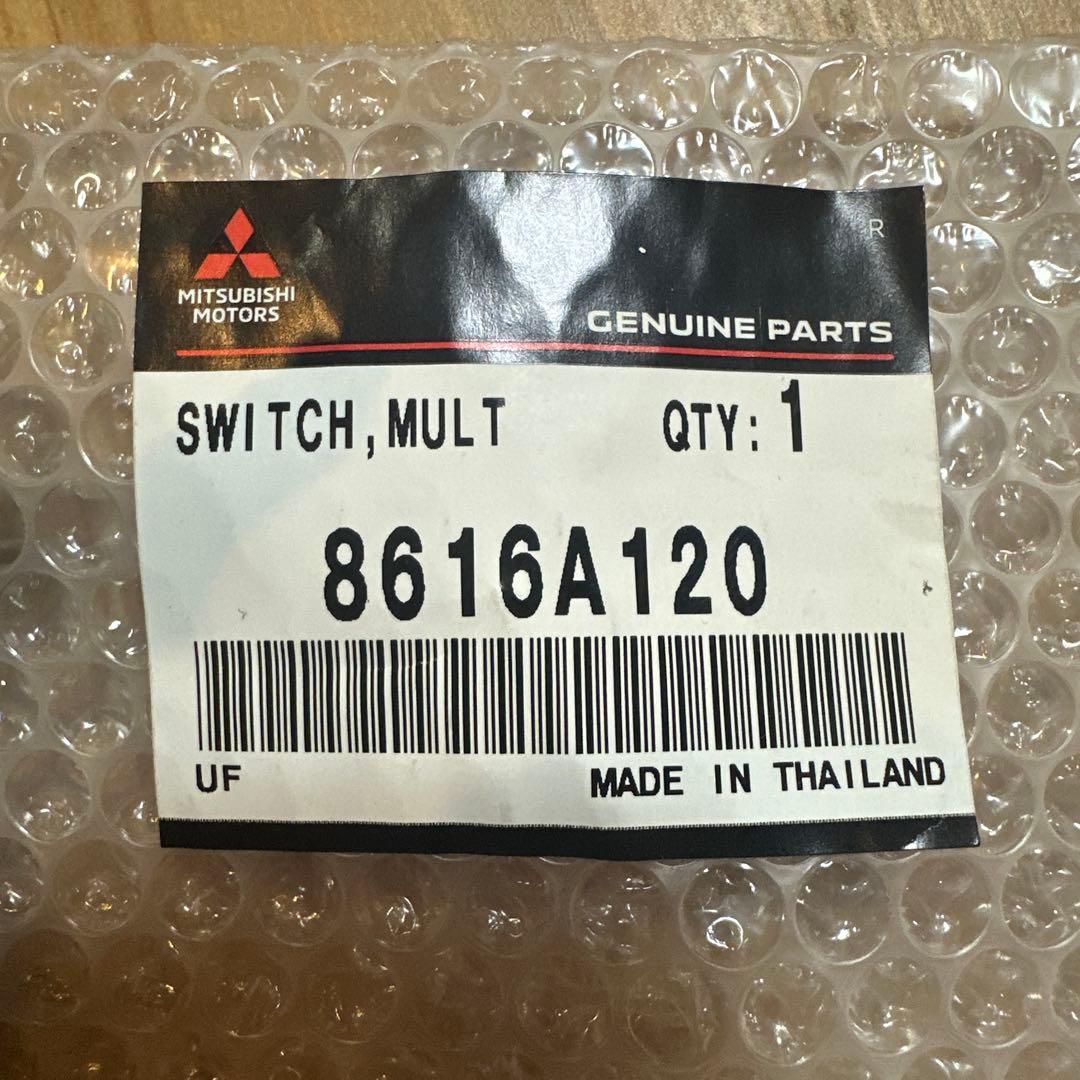 R
MITSUBISHI
MOTORS
GENUINE PARTS
SWITCH,MULT QTY: 1
8616A120
UF MADE IN THAILAND